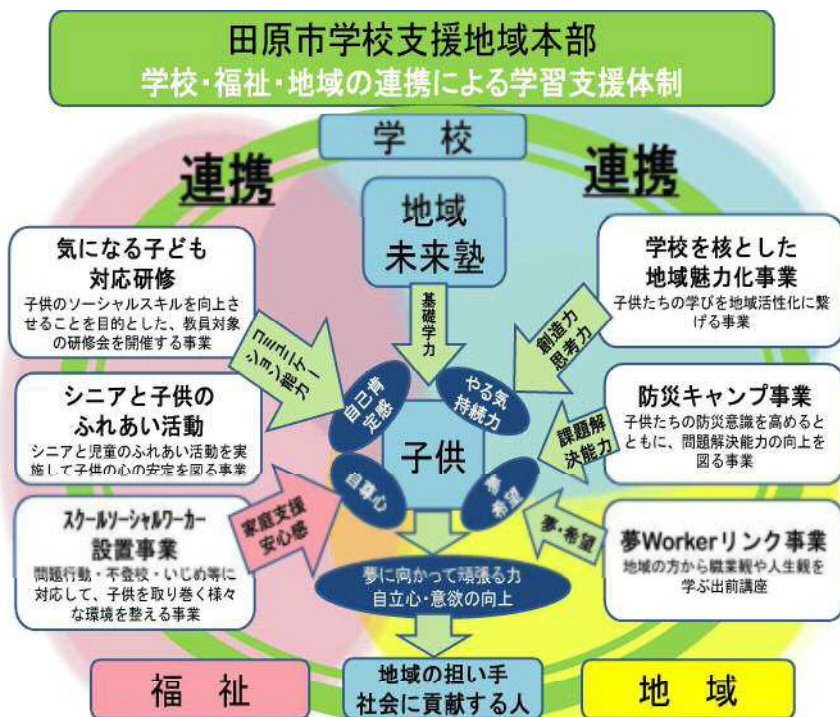 田原市学校支援地域本部
学校・福祉・地域の連携による学習支援体制
学 校
連携
連携
地域
未来塾
気になる子ども
対応研修
子供のソーシャルスキルを向上さ
せることを目的とした、教員対象
の研修会を開催する事業
学校を核とした
地域魅力化事業
子供たちの学びを地域活性化に繋
げる事業
基礎学力
コミュニケー
ション能
力
創造力
思考力
シニアと子供の
ふれあい活動
シニアと児童のふれあい活動を実
施して子供の心の安定を図る事業
自己肯
定感
やる気
持続力
子供
自尊心
夢・
希望
課題解
決能力
防災キャンプ事業
子供たちの防災意識を高めると
ともに、問題解決能力の向上を
図る事業
スクールソーシャルワーカー
設置事業
問題行動・不登校・いじめ等に
対応して、子供を取り巻く様々
な環境を整える事業
家庭支援
安心感
夢・希望
夢Workerリンク事業
地域の方から職業観や人生観を
学ぶ出前講座
夢に向かって頑張る力
自立心・意欲の向上
福 祉
地域の担い手
社会に貢献する人
地 域